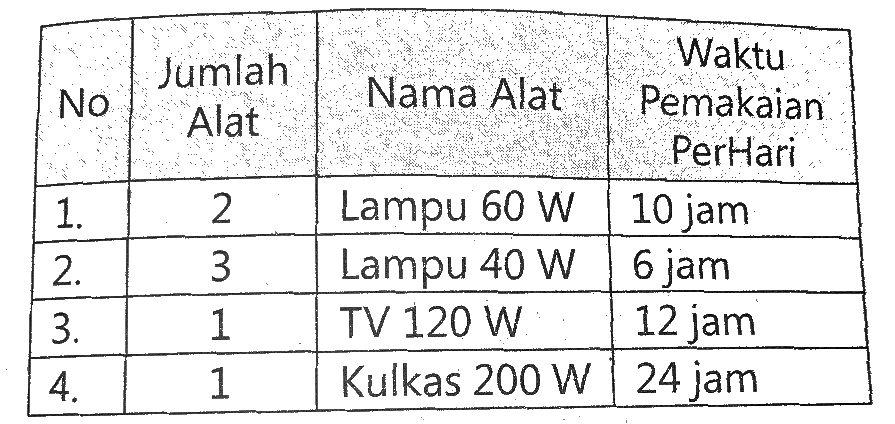 No
Jumlah
Alat
Nama Alat
Waktu
Pemakaian
PerHari
1. 2 Lampu 60 W 10 jam
2. 3 Lampu 40 W 6 jam
3. 1 TV 120 W 12 jam
4. 1 Kulkas 200 W 24 jam